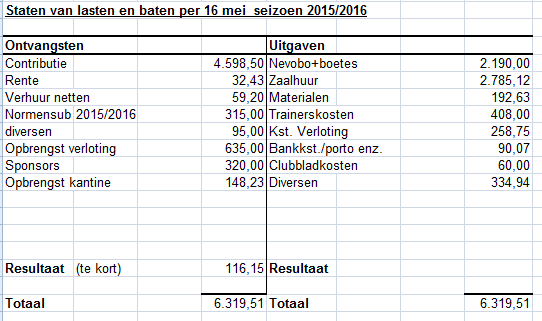 Staten van lasten en baten per 16 mei seizoen 2015/2016
Ontvangsten Uitgaven
Contributie 4.598,50 Nevobo+boetes 2.190,00
Rente 32,43 Zaalhuur 2.785,12
Verhuur netten 59,20 Materialen 192,63
Normensub 2015/2016 315,00 Trainerskosten 408,00
diversen 95,00 Kst. Verloting 258,75
Opbrengst verloting 635,00 Bankkst./porto enz. 90,07
Sponsors 320,00 Clubbladkosten 60,00
Opbrengst kantine 148,23 Diversen 334,94
Resultaat (te kort) 116,15 Resultaat
Totaal 6.319,51 Totaal 6.319,51